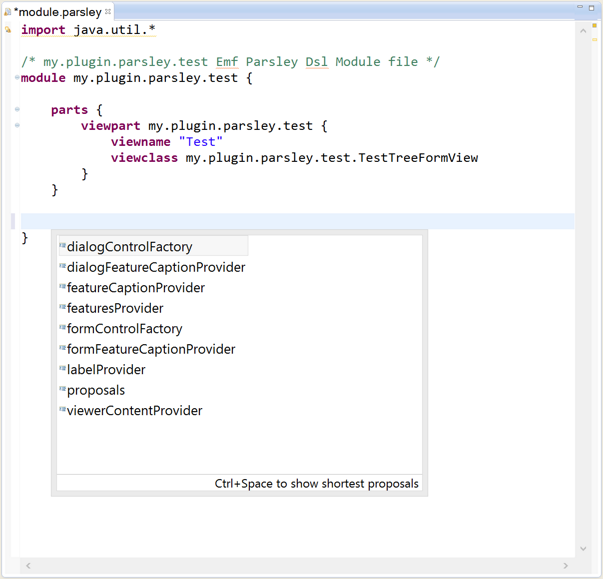 *module.parsley
import java.util.*
/* my.plugin.parsley.test Emf Parsley Dsl Module file */
module my.plugin.parsley.test {
parts {
viewpart my.plugin.parsley.test {
viewname "Test"
viewclass my.plugin.parsley.test.TestTreeFormView
}
}
}
dialogControlFactory
dialogFeatureCaptionProvider
featureCaptionProvider
featuresProvider
formControlFactory
formFeatureCaptionProvider
labelProvider
proposals
viewerContentProvider
Ctrl+Space to show shortest proposals